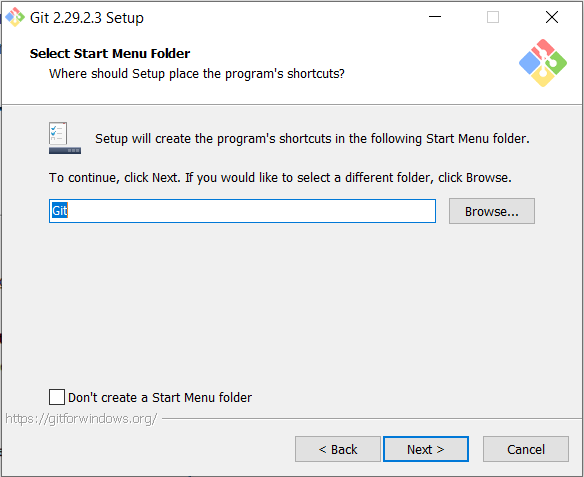 Git 2.29.2.3 Setup
Select Start Menu Folder
Where should Setup place the program's shortcuts?
Setup will create the program's shortcuts in the following Start Menu folder.
To continue, click Next. If you would like to select a different folder, click Browse.
Git
Browse...
Don't create a Start Menu folder
https://gitforwindows.org/
< Back
Next >
Cancel